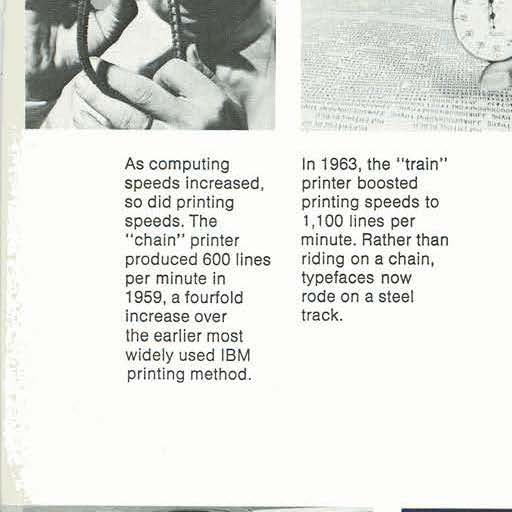 As computing
speeds increased,
so did printing
speeds. The
"chain" printer
produced 600 lines
per minute in
1959, a fourfold
increase over
the earlier most
widely used IBM
printing method.
In 1963, the "train"
printer boosted
printing speeds to
1,100 lines per
minute. Rather than
riding on a chain,
typefaces now
rode on a steel
track.